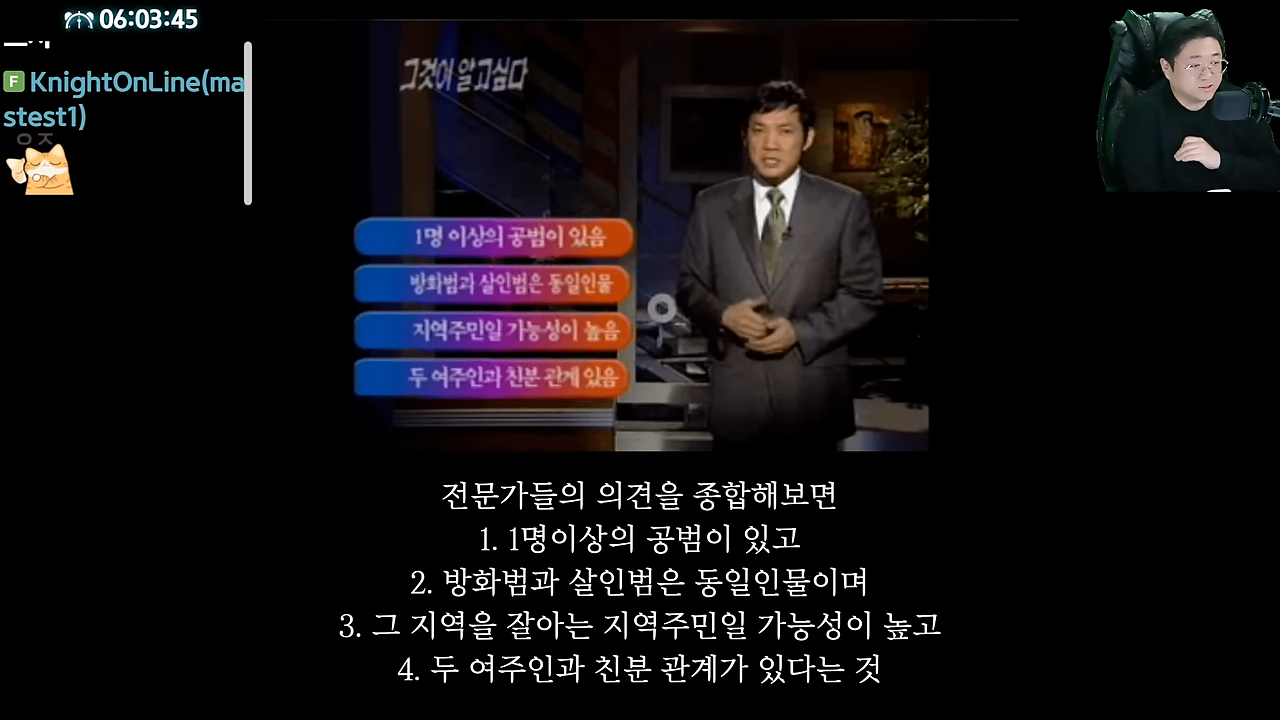 06:03:45
F KnightOnLine(ma
stest1)
ㅇㅈ
그것이 알고싶다
1명 이상의 공범이 있음
방화범과 살인범은 동일인물
지역주민일 가능성이 높음
두 여주인과 친분 관계 있음
전문가들의 의견을 종합해보면
1. 1명이상의 공범이 있고
2. 방화범과 살인범은 동일인물이며
3. 그 지역을 잘아는 지역주민일 가능성이 높고
4. 두 여주인과 친분 관계가 있다는 것